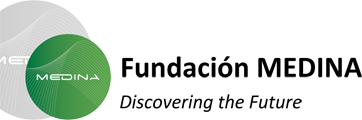 MEDINA
Fundación MEDINA
Discovering the Future